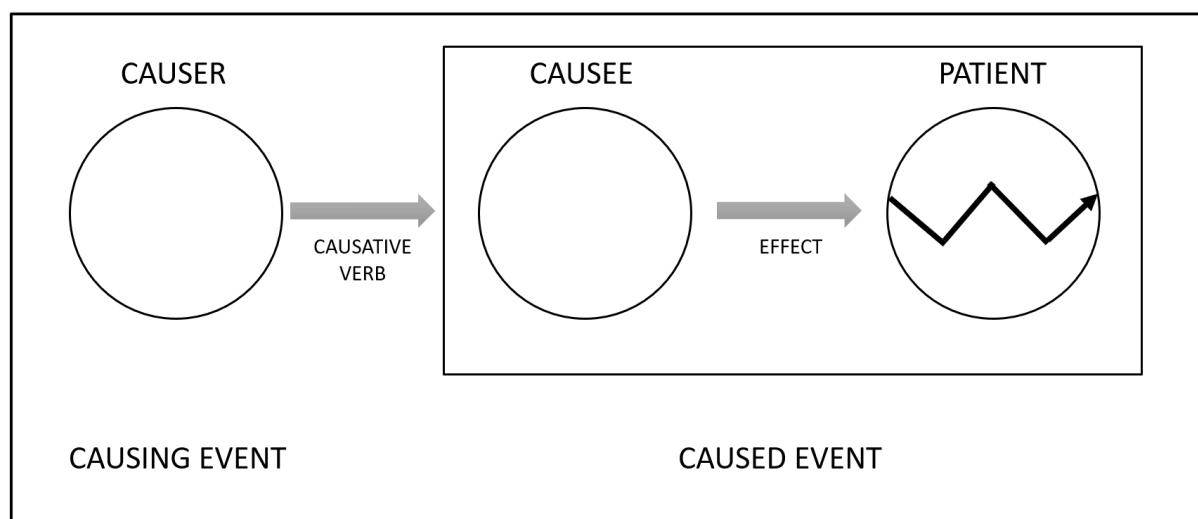 CAUSER
CAUSEE
PATIENT
CAUSATIVE
VERB
EFFECT
CAUSING EVENT
CAUSED EVENT